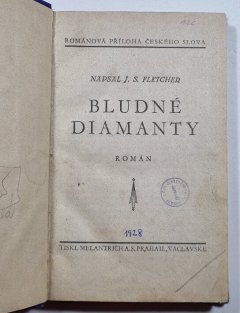 ROMÁNOVÁ PŘÍLOHA ČESKÉHO SLOVA
NAPSAL J. S. FLETCHER
BLUDNÉ
DIAMANTY
ROMÁN
1928
TISKL MELANTRICH A. S. PRAHA II., VÁCLAVSKÉ